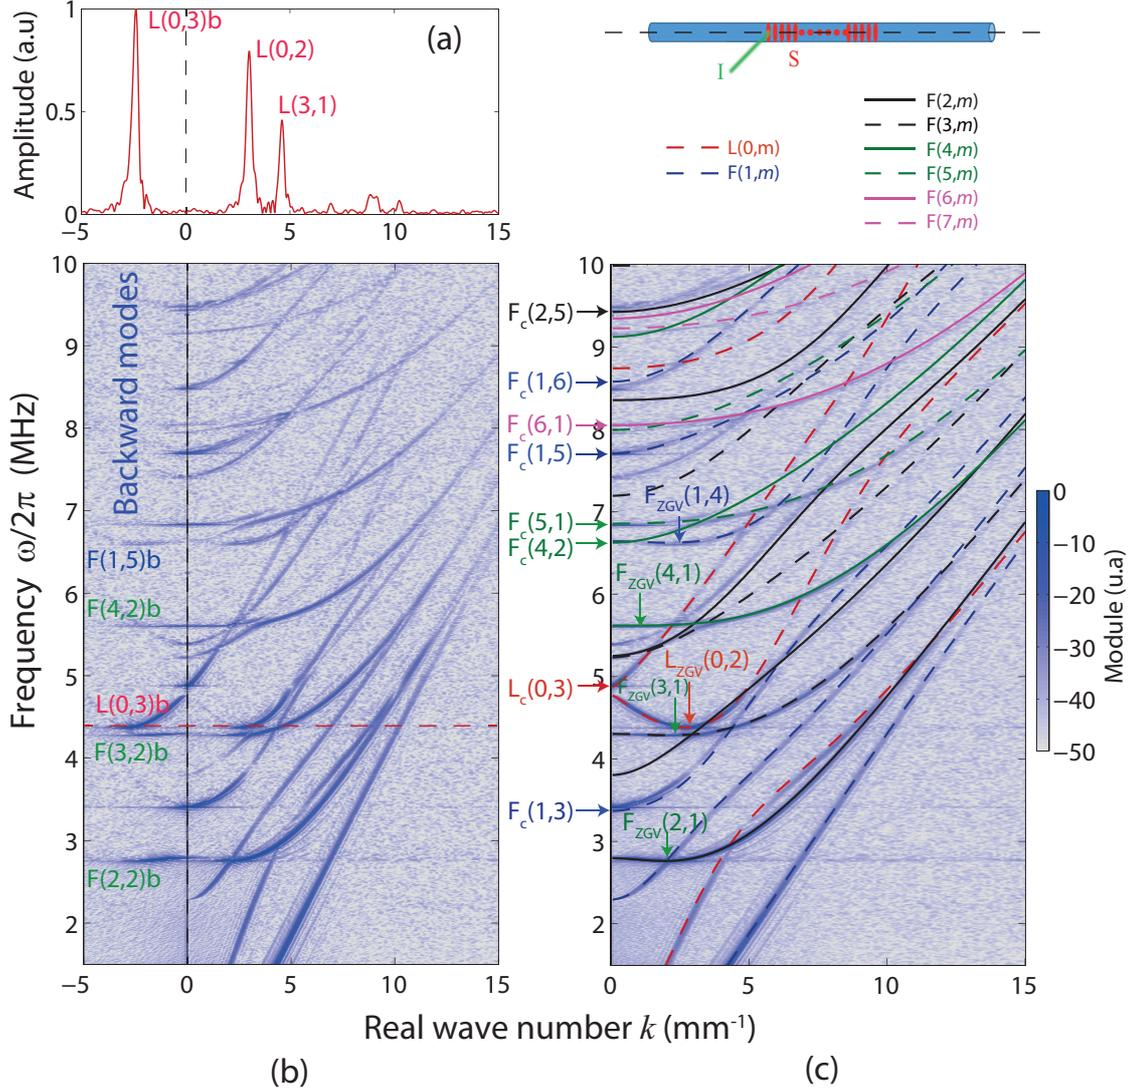 Amplitude (a.u)
1
0.5
0
L(0,3)b
(a)
L(0,2)
L(3,1)
−5 0 5 10 15
I
S
L(0,m)
F(1,m)
F(2,m)
F(3,m)
F(4,m)
F(5,m)
F(6,m)
F(7,m)
Frequency ω/2π (MHz)
10
9
8
7
6
5
4
3
2
Backward modes
F(1,5)b
F(4,2)b
L(0,3)b
F(3,2)b
F(2,2)b
−5 0 5 10 15
Fc(2,5)
Fc(1,6)
Fc(6,1)
Fc(1,5)
Fc(5,1)
Fc(4,2)
Lc(0,3)
Fc(1,3)
10
9
8
7
6
5
4
3
2
FZGV(1,4)
FZGV(4,1)
LZGV(0,2)
FZGV(3,1)
FZGV(2,1)
0 5 10 15
0
−10
−20
−30
−40
−50
Module (u.a)
Real wave number k (mm-1)
(b)
(c)